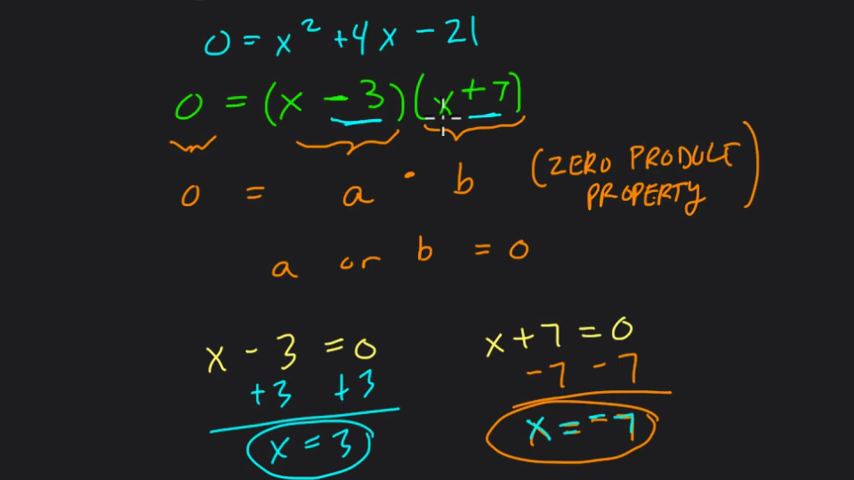 0 = x² + 4x - 21
0 = (x - 3)(x + 7)
0 = a · b (ZERO PRODUCT PROPERTY)
a or b = 0
x - 3 = 0 x + 7 = 0
+3 +3 -7 -7
x = 3 x = -7